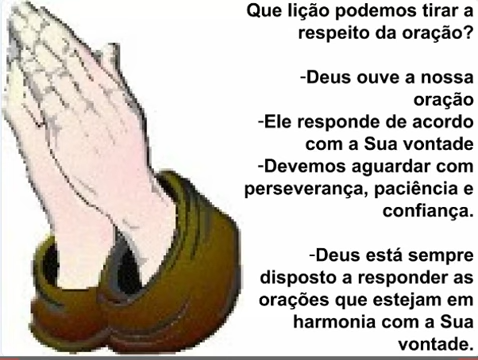 Que lição podemos tirar a
respeito da oração?
-Deus ouve a nossa
oração
-Ele responde de acordo
com a Sua vontade
-Devemos aguardar com
perseverança, paciência e
confiança.
-Deus está sempre
disposto a responder as
orações que estejam em
harmonia com a Sua
vontade.